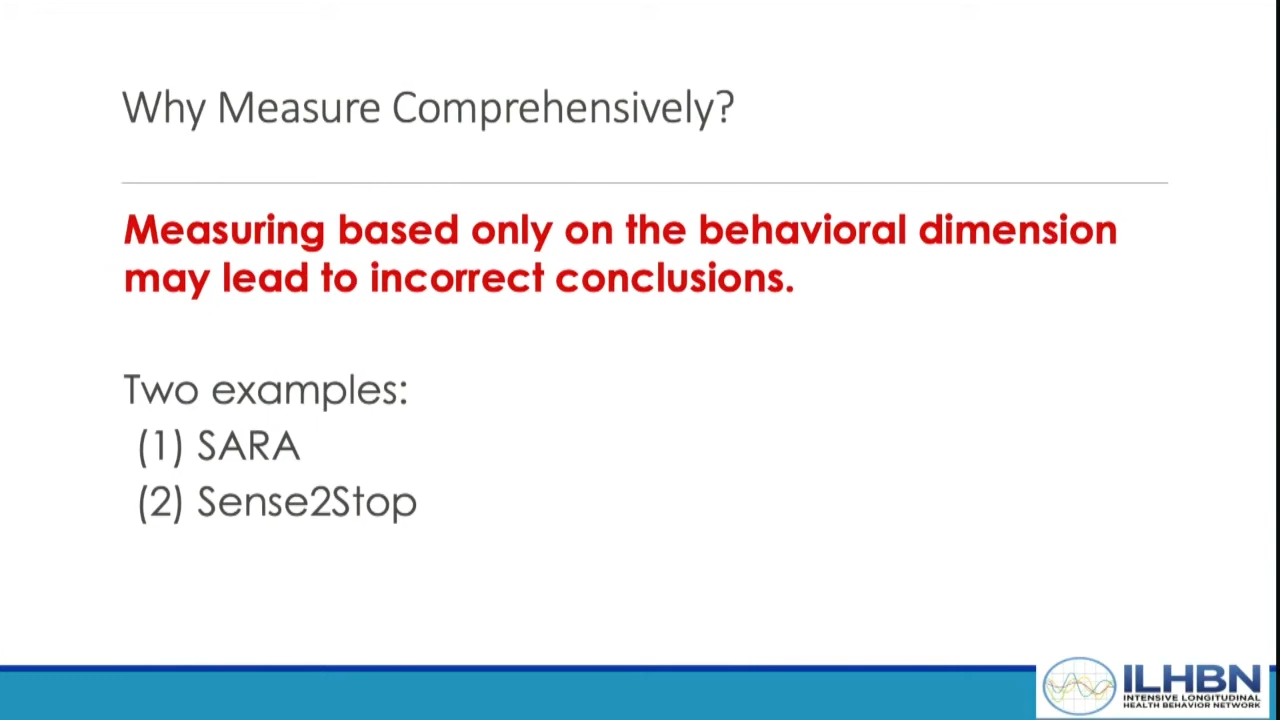 Why Measure Comprehensively?
Measuring based only on the behavioral dimension
may lead to incorrect conclusions.
Two examples:
(1) SARA
(2) Sense2Stop
ILHBN
INTENSIVE LONGITUDINAL
HEALTH BEHAVIOR NETWORK